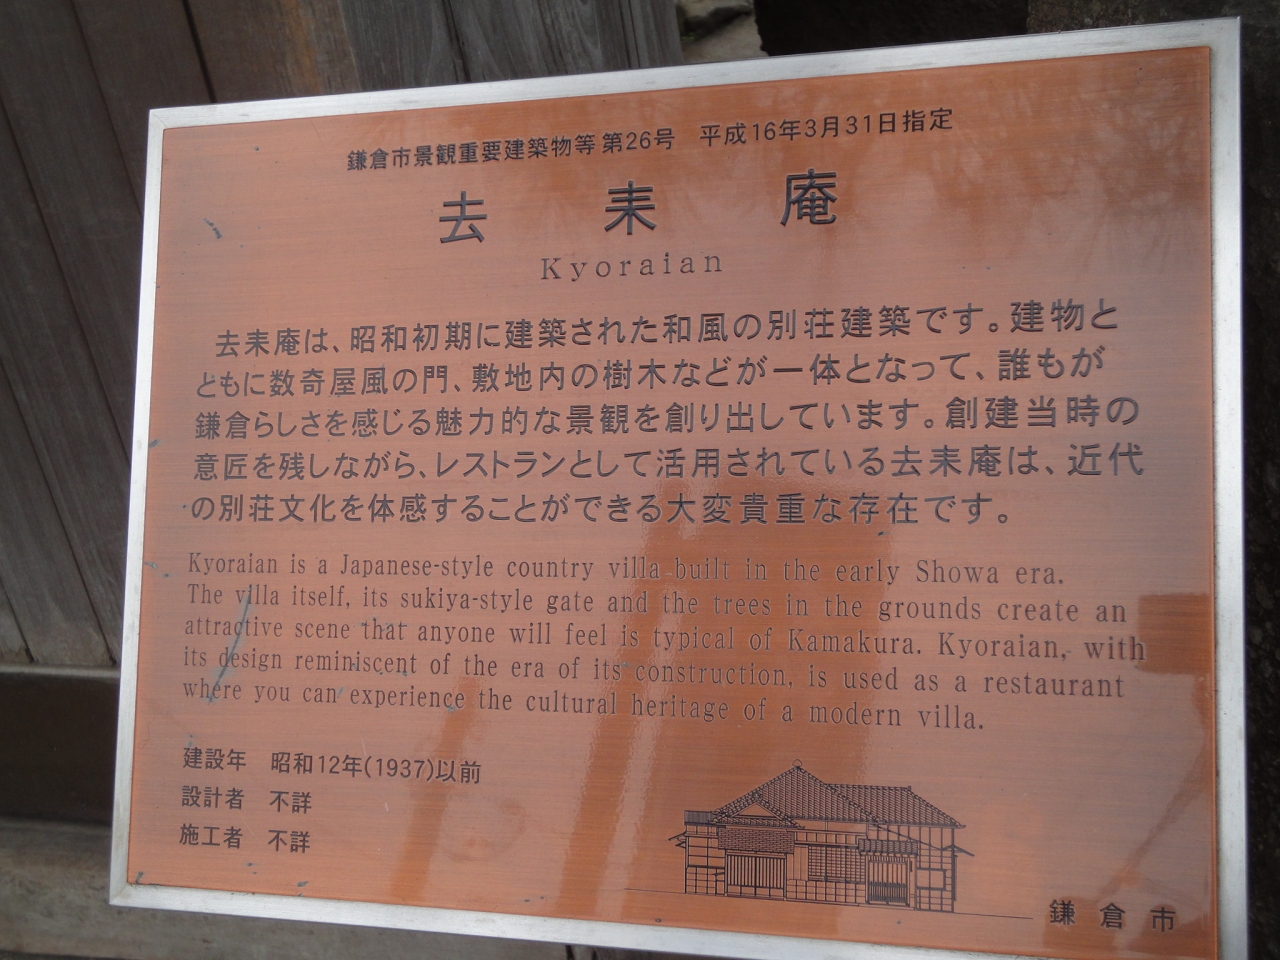 鎌倉市景観重要建築物等 第26号　平成16年3月31日指定
去　来　庵
Kyoraian
去来庵は、昭和初期に建築された和風の別荘建築です。建物と
ともに数奇屋風の門、敷地内の樹木などが一体となって、誰もが
鎌倉らしさを感じる魅力的な景観を創り出しています。創建当時の
意匠を残しながら、レストランとして活用されている去来庵は、近代
の別荘文化を体感することができる大変貴重な存在です。
Kyoraian is a Japanese-style country villa built in the early Showa era.
The villa itself, its sukiya-style gate and the trees in the grounds create an
attractive scene that anyone will feel is typical of Kamakura. Kyoraian, with
its design reminiscent of the era of its construction, is used as a restaurant
where you can experience the cultural heritage of a modern villa.
建設年　昭和12年(1937)以前
設計者　不詳
施工者　不詳
鎌倉市